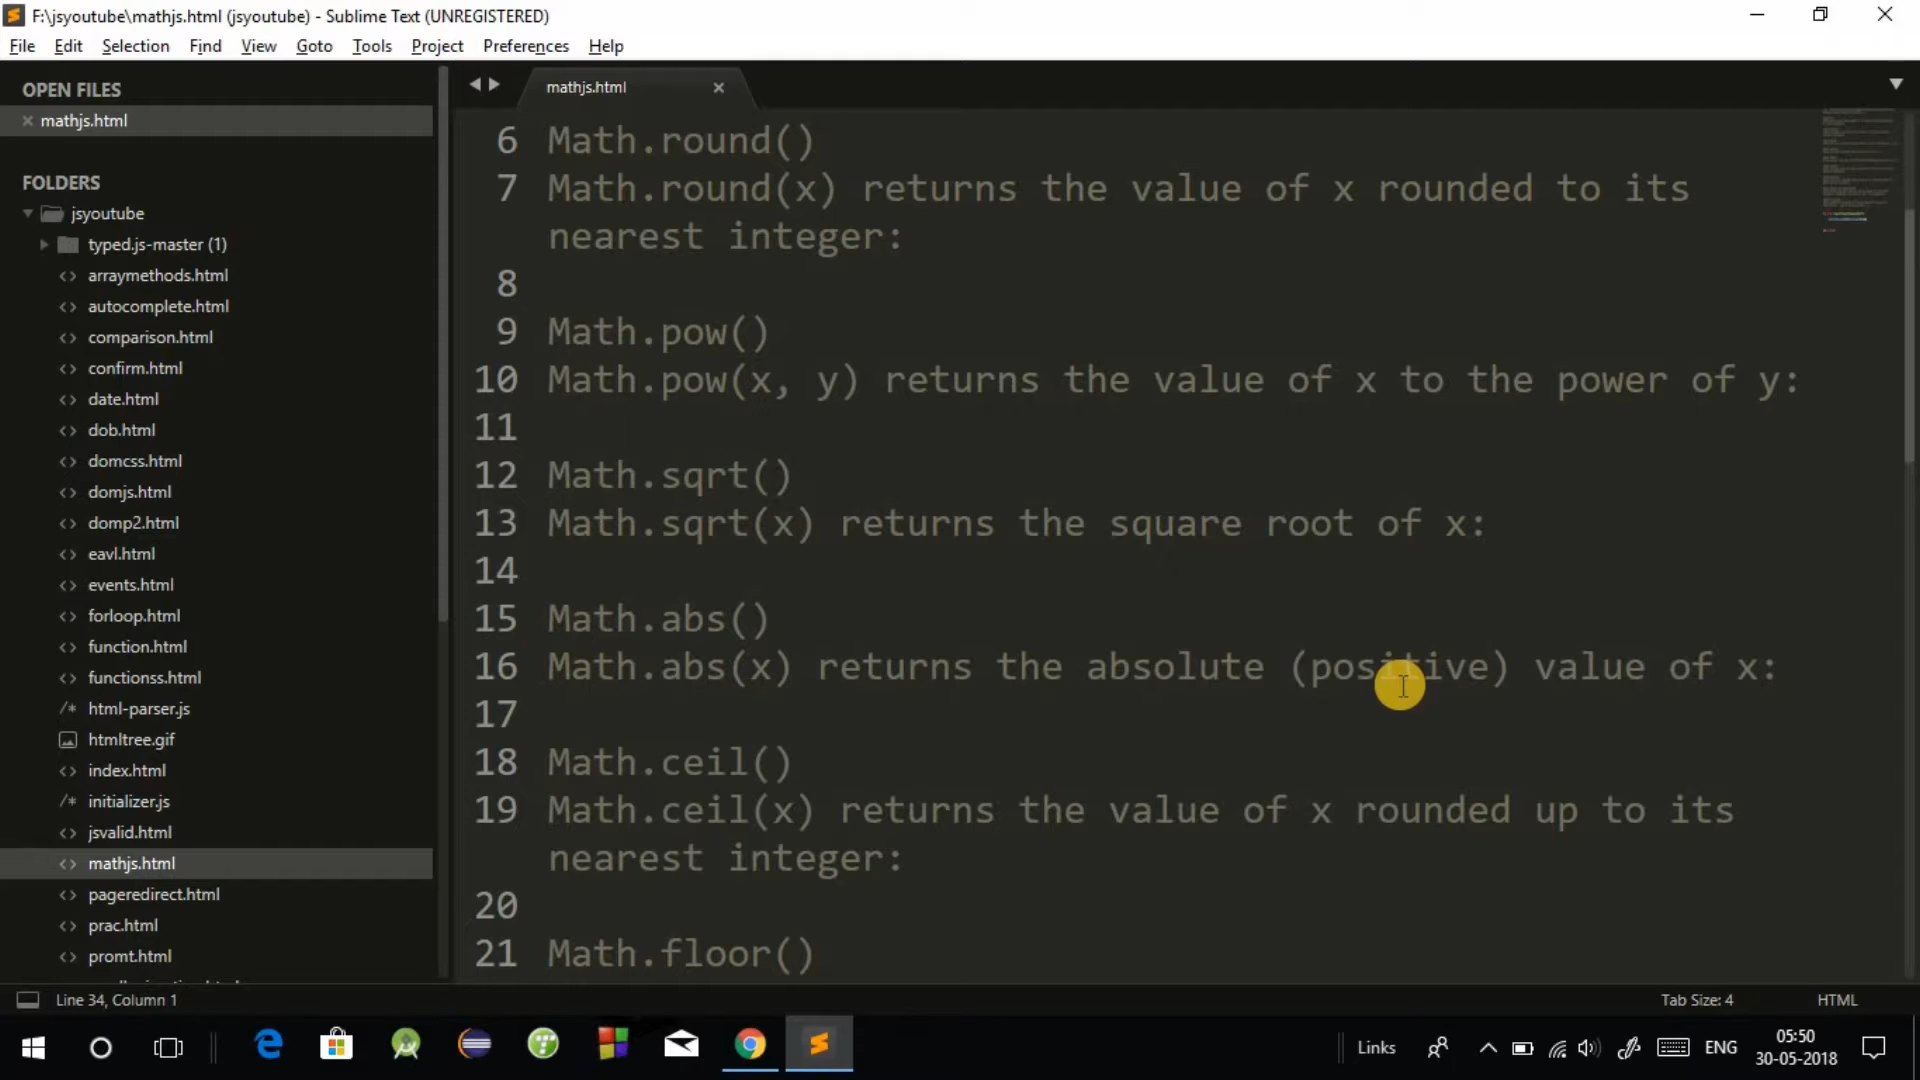 F:\jsyoutube\mathjs.html (jsyoutube) - Sublime Text (UNREGISTERED)
File Edit Selection Find View Goto Tools Project Preferences Help
OPEN FILES
mathjs.html
FOLDERS
jsyoutube
typed.js-master (1)
<> arraymethods.html
<> autocomplete.html
<> comparison.html
<> confirm.html
<> date.html
<> dob.html
<> domcss.html
<> domjs.html
<> domp2.html
<> eavl.html
<> events.html
<> forloop.html
<> function.html
<> functionss.html
/* html-parser.js
htmltree.gif
<> index.html
/* initializer.js
<> jsvalid.html
<> mathjs.html
<> pageredirect.html
<> prac.html
<> promt.html
mathjs.html
6 Math.round()
7 Math.round(x) returns the value of x rounded to its
nearest integer:
8
9 Math.pow()
10 Math.pow(x, y) returns the value of x to the power of y:
11
12 Math.sqrt()
13 Math.sqrt(x) returns the square root of x:
14
15 Math.abs()
16 Math.abs(x) returns the absolute (positive) value of x:
17
18 Math.ceil()
19 Math.ceil(x) returns the value of x rounded up to its
nearest integer:
20
21 Math.floor()
Line 34, Column 1
Tab Size: 4
HTML
Links
ENG
05:50
30-05-2018